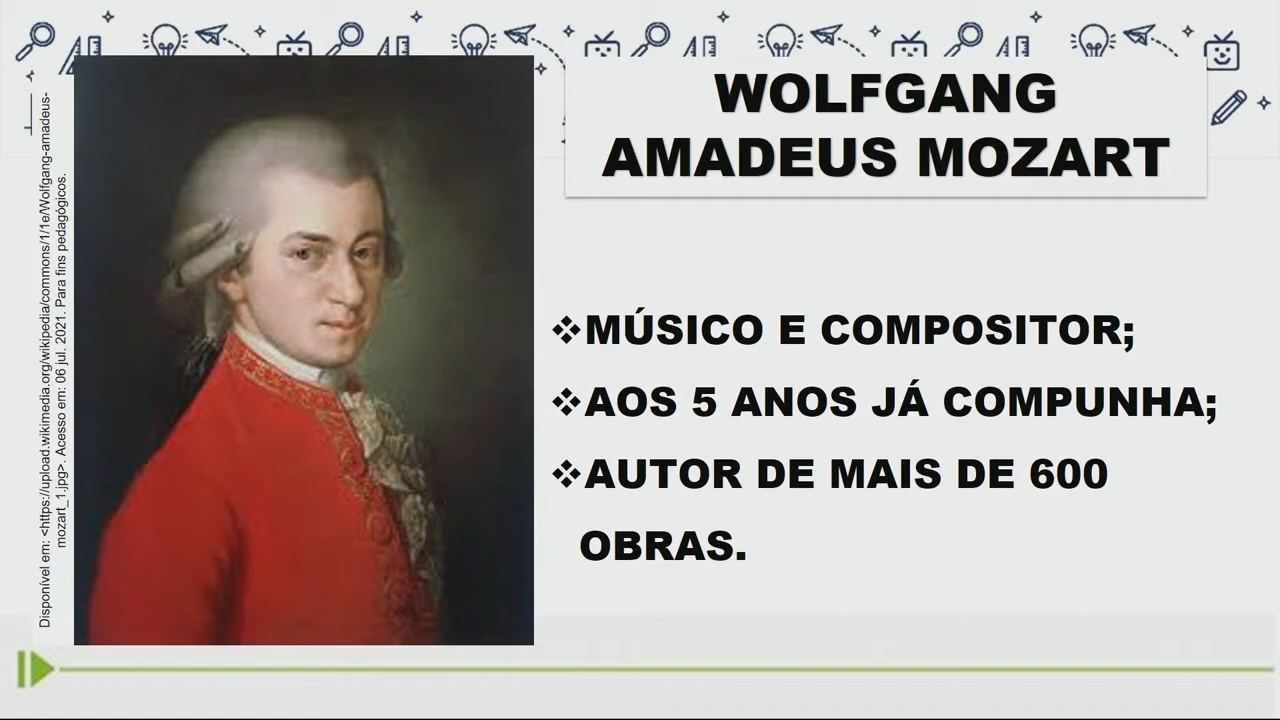 WOLFGANG
AMADEUS MOZART
❖MÚSICO E COMPOSITOR;
❖AOS 5 ANOS JÁ COMPUNHA;
❖AUTOR DE MAIS DE 600
OBRAS.
Disponível em: <https://upload.wikimedia.org/wikipedia/commons/1/1e/Wolfgang-amadeus-
mozart_1.jpg>. Acesso em: 06 jul. 2021. Para fins pedagógicos.